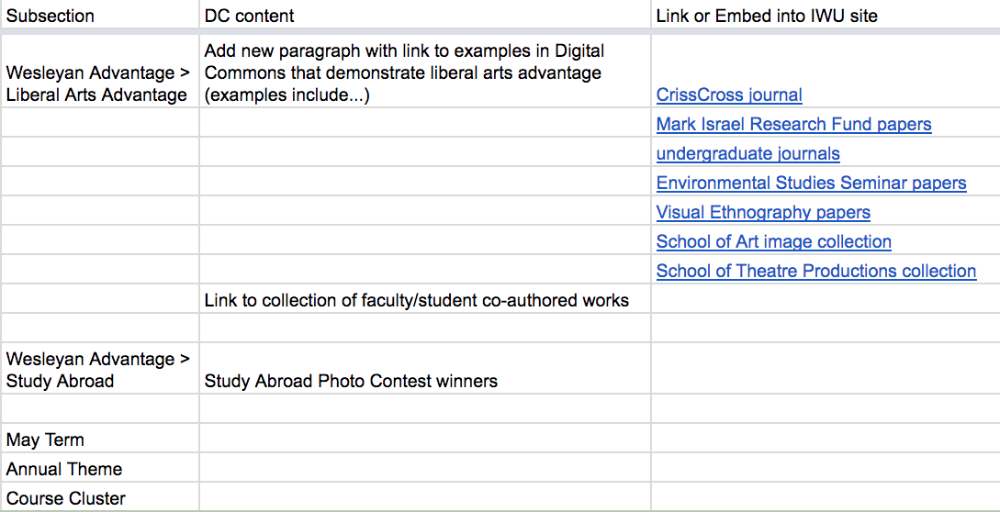 Subsection DC content Link or Embed into IWU site
Wesleyan Advantage >
Liberal Arts Advantage
Add new paragraph with link to examples in Digital
Commons that demonstrate liberal arts advantage
(examples include...)
CrissCross journal
Mark Israel Research Fund papers
undergraduate journals
Environmental Studies Seminar papers
Visual Ethnography papers
School of Art image collection
School of Theatre Productions collection
Link to collection of faculty/student co-authored works
Wesleyan Advantage >
Study Abroad
Study Abroad Photo Contest winners
May Term
Annual Theme
Course Cluster